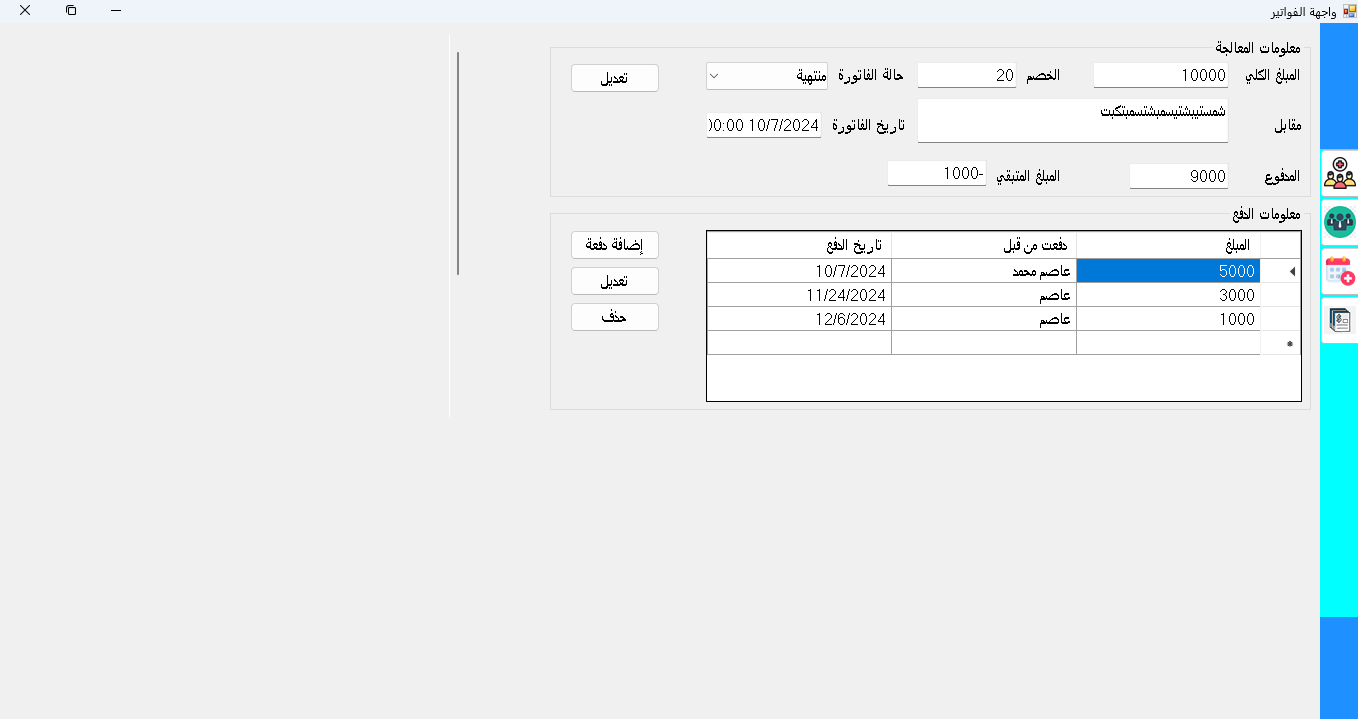 واجهة الفواتير
معلومات المعالجة
المبلغ الكلي 10000 الخصم 20 حالة الفاتورة منتهية تعديل
مقابل تاريخ الفاتورة 10/7/2024 00:00
المدفوع 9000 المبلغ المتبقي -1000
معلومات الدفع
المبلغ دفعت من قبل تاريخ الدفع إضافة دفعة
5000 عاصم محمد 10/7/2024 تعديل
3000 عاصم 11/24/2024
1000 عاصم 12/6/2024 حذف